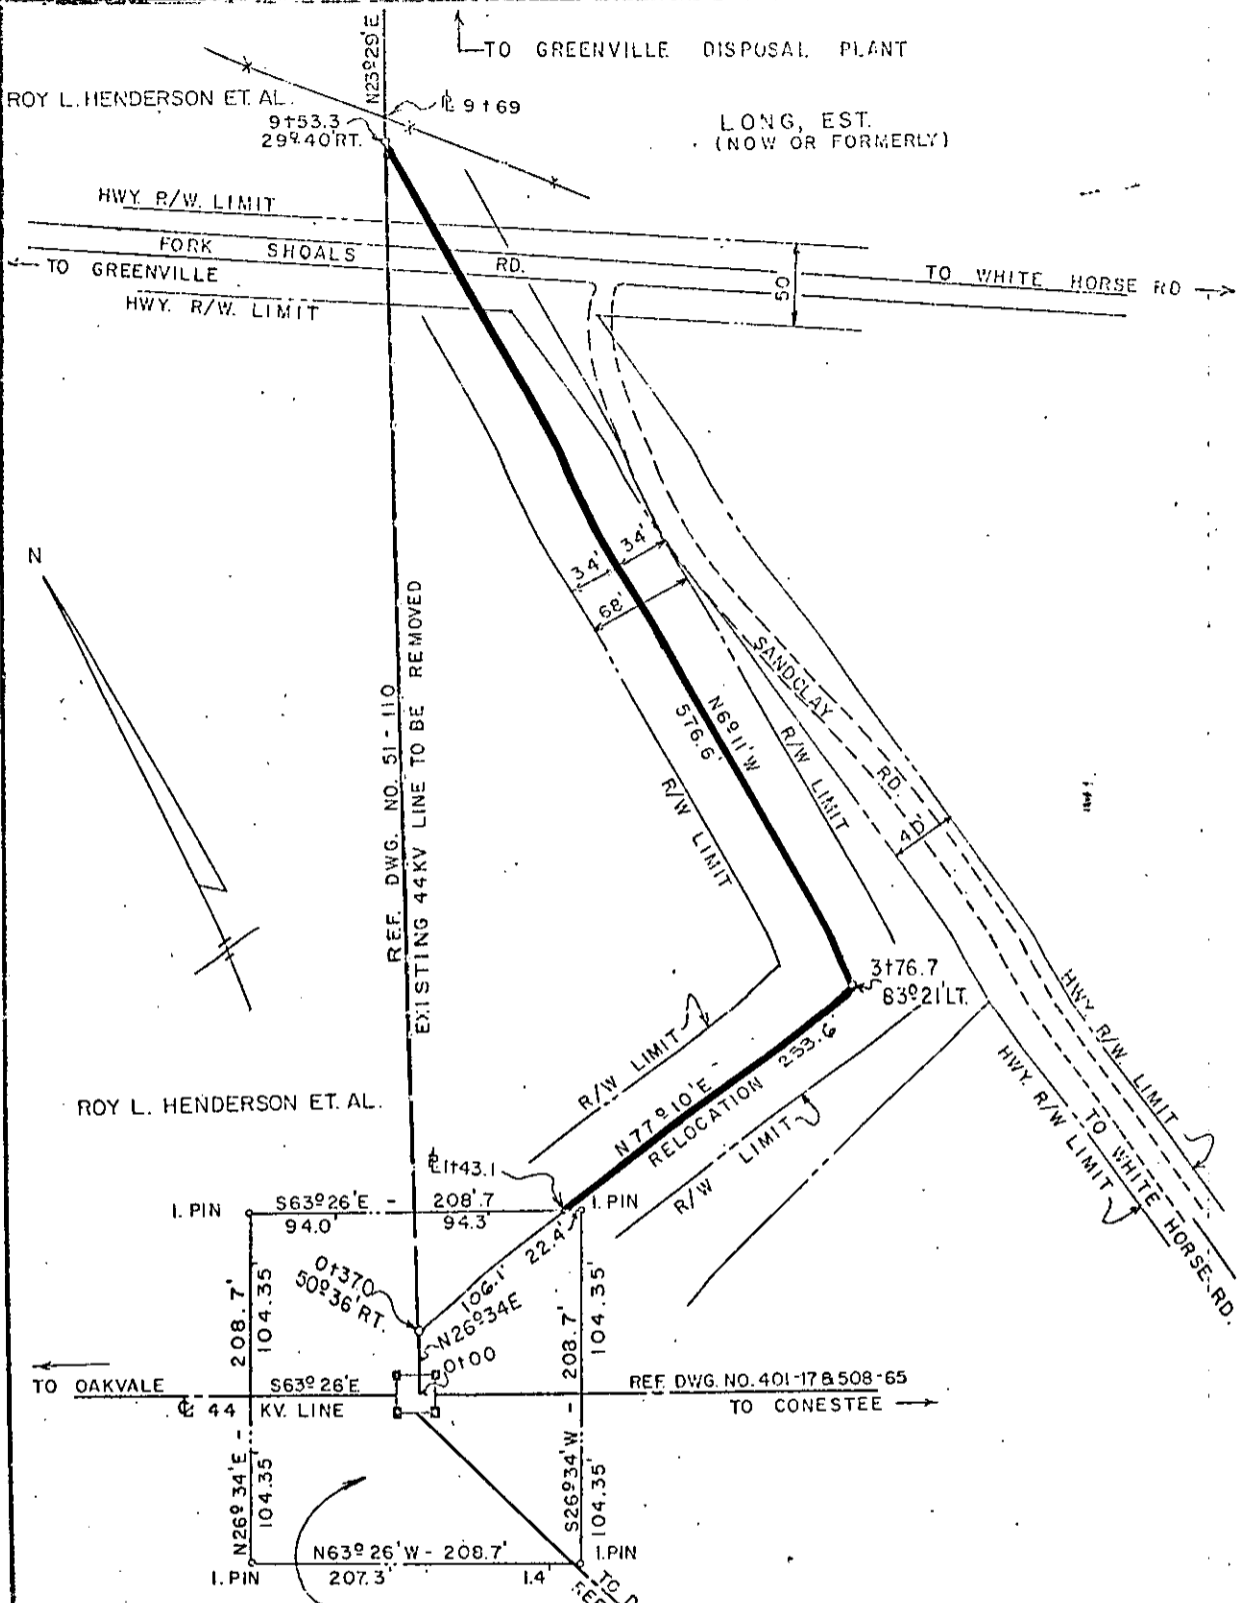 TO GREENVILLE DISPOSAL PLANT
N23°29'E
ROY L. HENDERSON ET. AL.
℄ 9+69
9+53.3
29°40'RT.
LONG, EST.
(NOW OR FORMERLY)
HWY. R/W. LIMIT
FORK SHOALS RD.
TO GREENVILLE
TO WHITE HORSE RD
HWY. R/W. LIMIT
50
N
34'
34'
68'
SANDCLAY RD.
N6°11'W
576.6'
R/W LIMIT
R/W LIMIT
40'
REF. DWG. NO. 51-110
EXISTING 44KV LINE TO BE REMOVED
3+76.7
83°21'LT.
HWY. R/W. LIMIT
HWY. R/W LIMIT
TO WHITE HORSE RD.
R/W LIMIT
N77°10'E - 253.6
RELOCATION
R/W LIMIT
ROY L. HENDERSON ET. AL.
1+43.1
I. PIN
S63°26'E - 208.'7
94.0'
94.3'
22.4'
I. PIN
0+37.0
50°36'RT.
106.1'
N26°34E
0+00
208.7'
104.35'
208.7'
104.35'
TO OAKVALE
S63°26'E
℄ 44 KV. LINE
REF. DWG. NO. 401-17 & 508-65
TO CONESTEE
N26°34'E -
104.35'
S26°34'W -
104.35'
N63°26'W - 208.7'
I. PIN
207.3'
1.4'
I.PIN